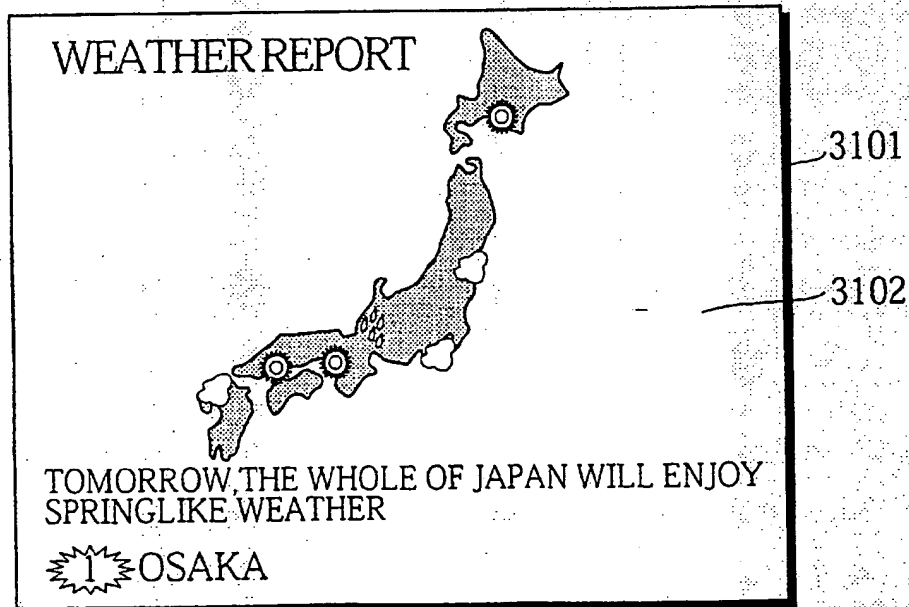 WEATHER REPORT
3101
3102
TOMORROW,THE WHOLE OF JAPAN WILL ENJOY
SPRINGLIKE WEATHER
1 OSAKA